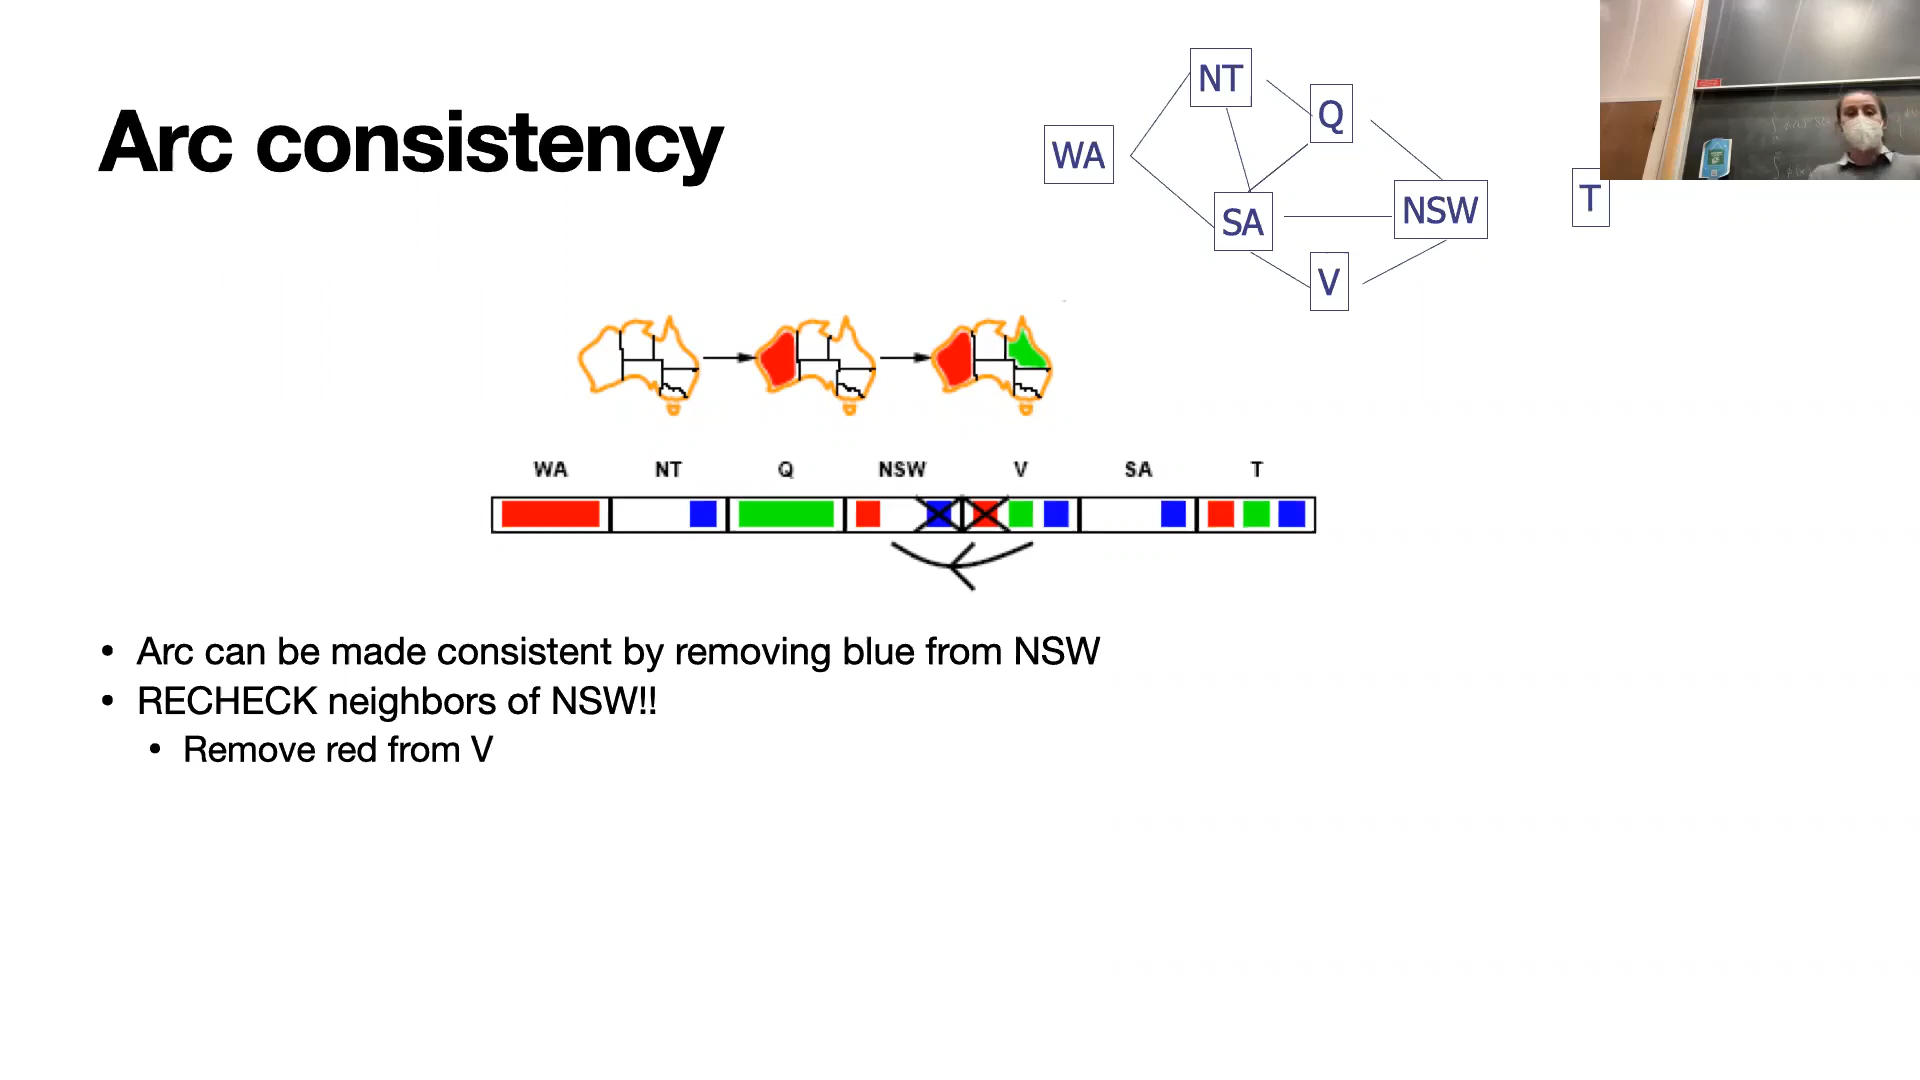 Arc consistency
NT
Q
WA
NSW
T
SA
V
WA NT Q NSW V SA T
• Arc can be made consistent by removing blue from NSW
• RECHECK neighbors of NSW!!
• Remove red from V